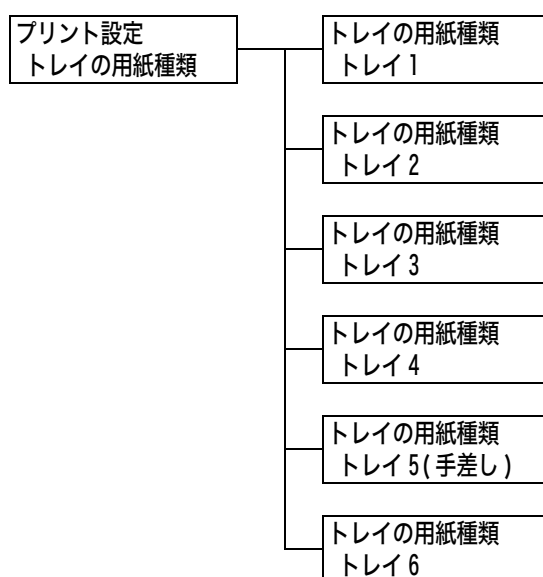 プリント設定
トレイの用紙種類
トレイの用紙種類
トレイ1
トレイの用紙種類
トレイ2
トレイの用紙種類
トレイ3
トレイの用紙種類
トレイ4
トレイの用紙種類
トレイ5(手差し)
トレイの用紙種類
トレイ6